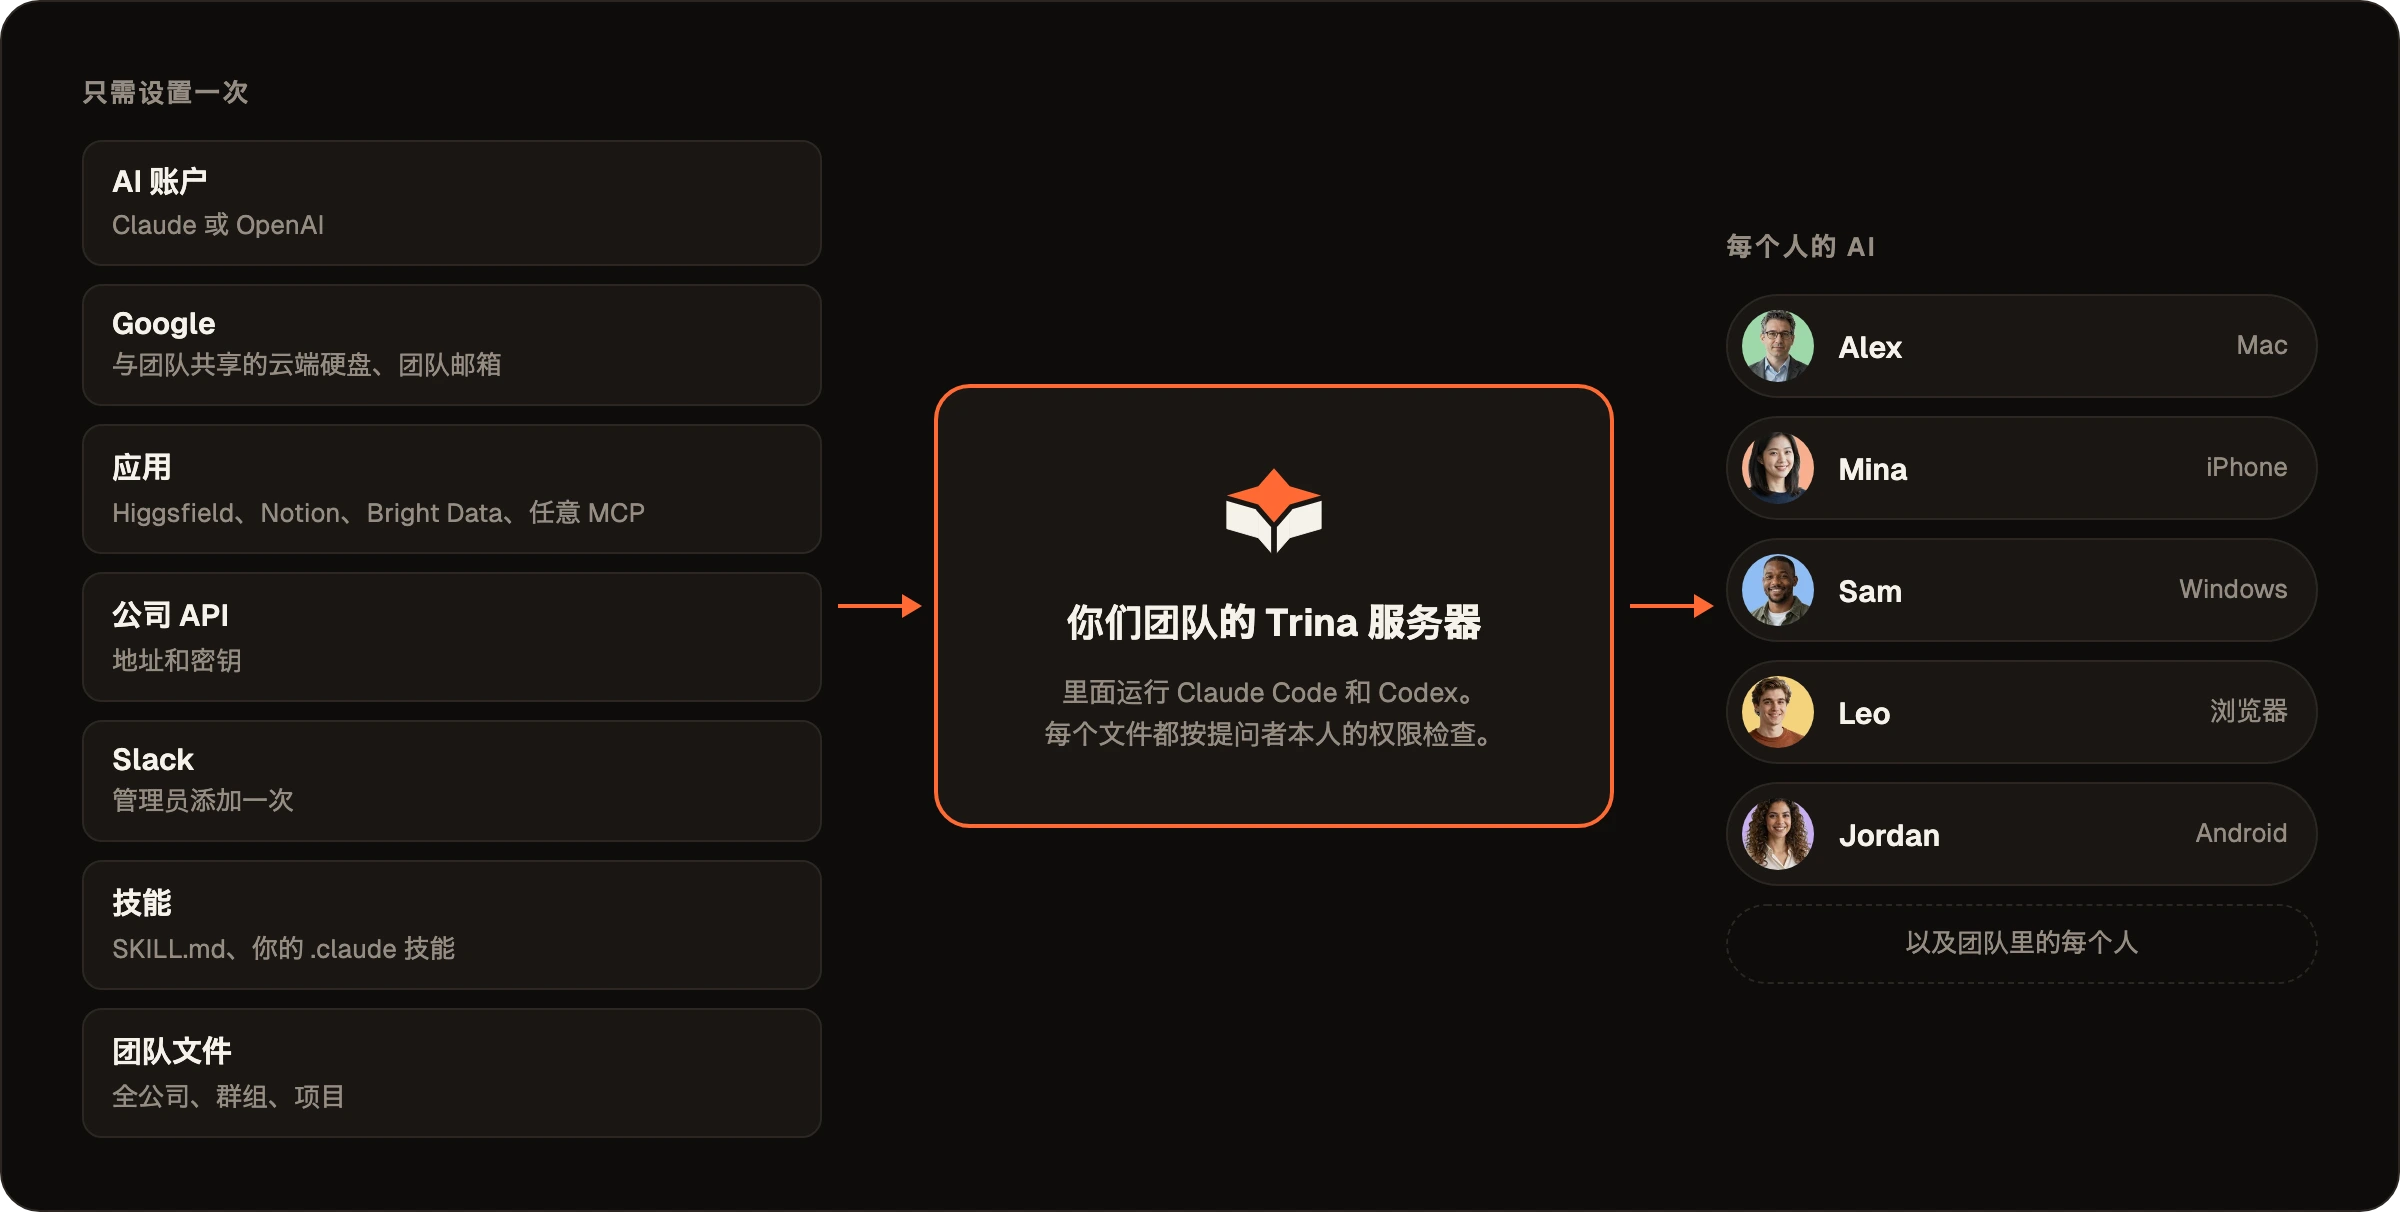 只需设置一次
AI 账户
Claude 或 OpenAI
Google
与团队共享的云端硬盘、团队邮箱
应用
Higgsfield、Notion、Bright Data、任意 MCP
公司 API
地址和密钥
Slack
管理员添加一次
技能
SKILL.md、你的 .claude 技能
团队文件
全公司、群组、项目
你们团队的 Trina 服务器
里面运行 Claude Code 和 Codex。
每个文件都按提问者本人的权限检查。
每个人的 AI
Alex
Mac
Mina
iPhone
Sam
Windows
Leo
浏览器
Jordan
Android
以及团队里的每个人